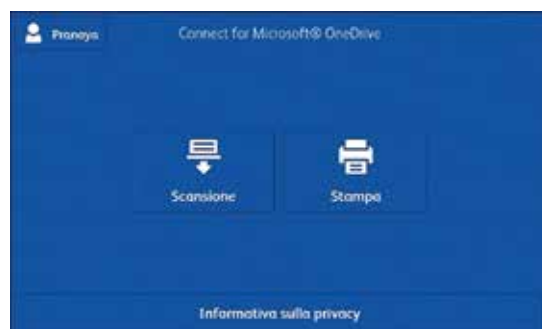 Pranaya
Connect for Microsoft® OneDrive
Scansione
Stampa
Informativa sulla privacy